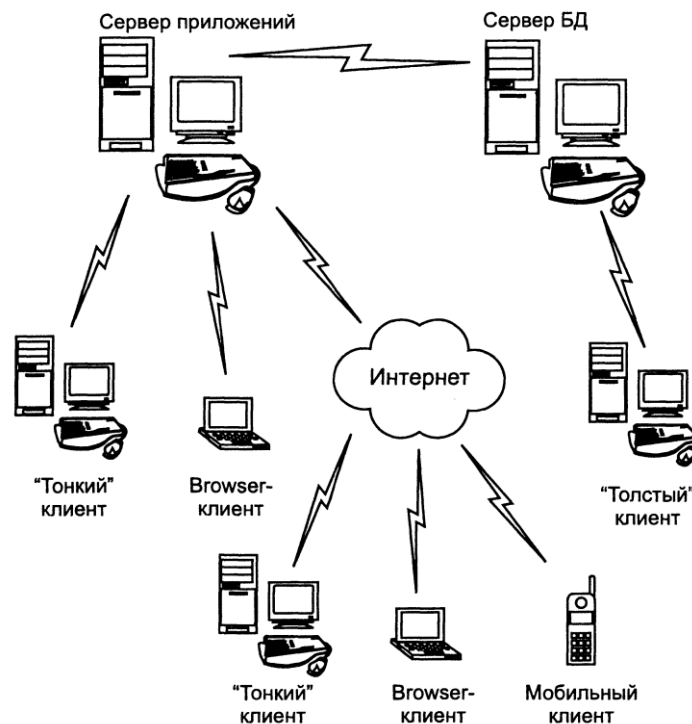 Сервер приложений
Сервер БД
Интернет
“Тонкий”
клиент
Browser-
клиент
“Толстый”
клиент
“Тонкий”
клиент
Browser-
клиент
Мобильный
клиент